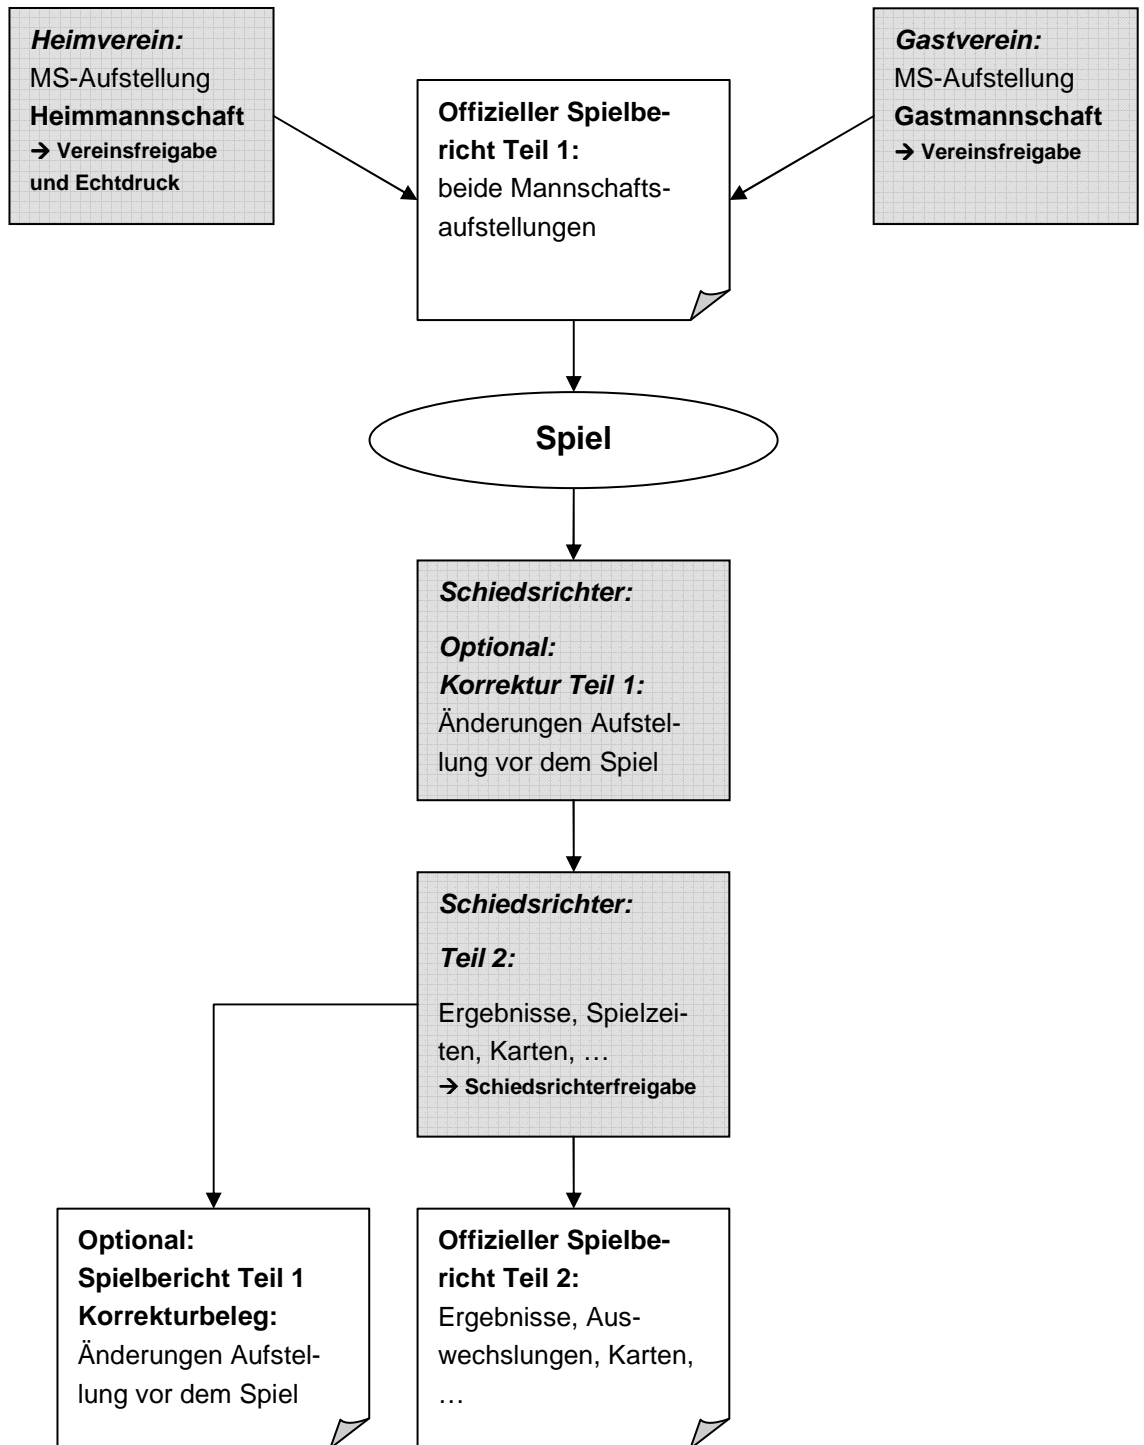 Heimverein:
MS-Aufstellung
Heimmannschaft
→ Vereinsfreigabe
und Echtdruck
Offizieller Spielbe-
richt Teil 1:
beide Mannschafts-
aufstellungen
Gastverein:
MS-Aufstellung
Gastmannschaft
→ Vereinsfreigabe
Spiel
Schiedsrichter:
Optional:
Korrektur Teil 1:
Änderungen Aufstel-
lung vor dem Spiel
Schiedsrichter:
Teil 2:
Ergebnisse, Spielzei-
ten, Karten, …
→ Schiedsrichterfreigabe
Optional:
Spielbericht Teil 1
Korrekturbeleg:
Änderungen Aufstel-
lung vor dem Spiel
Offizieller Spielbe-
richt Teil 2:
Ergebnisse, Aus-
wechslungen, Karten,
…